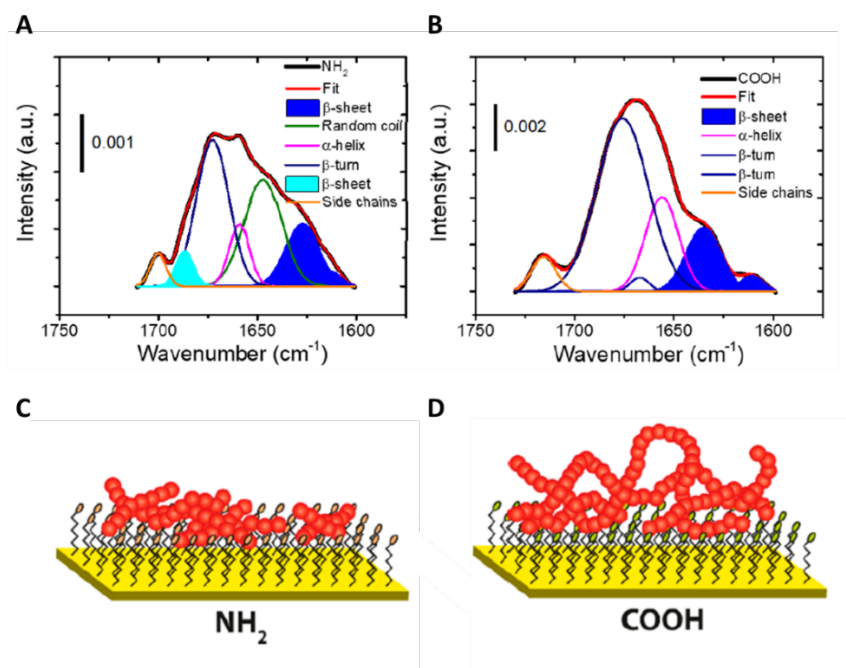 A
NH2
Fit
β-sheet
Random coil
α-helix
β-turn
β-sheet
Side chains
0.001
Intensity (a.u.)
1750 1700 1650 1600
Wavenumber (cm-1)
B
COOH
Fit
β-sheet
α-helix
β-turn
β-turn
Side chains
0.002
Intensity (a.u.)
1750 1700 1650 1600
Wavenumber (cm-1)
C
NH2
D
COOH